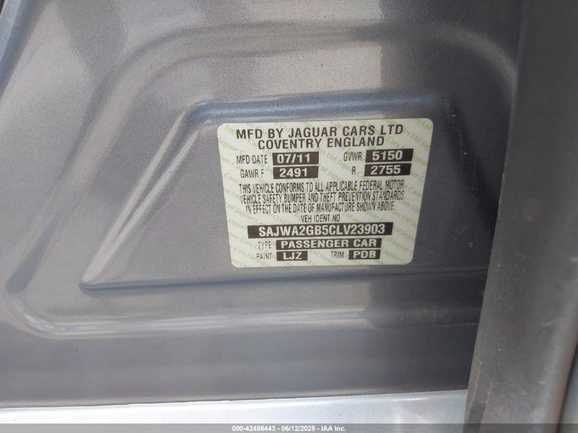 MFD BY JAGUAR CARS LTD
COVENTRY ENGLAND
MFD DATE 07/11 GVWR 5150
GAWR F 2491 R 2755
THIS VEHICLE CONFORMS TO ALL APPLICABLE FEDERAL MOTOR
VEHICLE SAFETY BUMPER AND THEFT PREVENTION STANDARDS
IN EFFECT ON THE DATE OF MANUFACTURE SHOWN ABOVE.
VEH IDENT NO
SAJWA2GB5CLV23903
TYPE: PASSENGER CAR
PAINT: LJZ TRIM: PDB
000-42498443 - 06/12/2025 - IAA Inc.